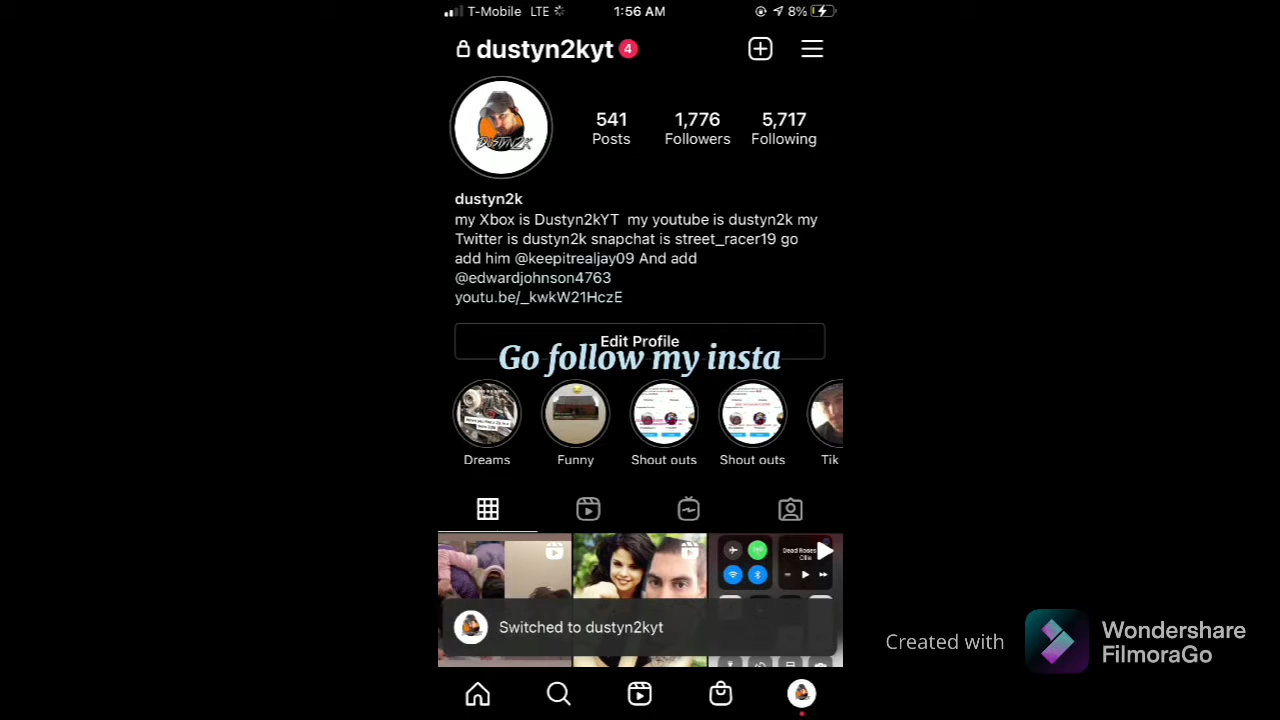 T-Mobile LTE 1:56 AM 8%
dustyn2kyt 4
DUSTYN2K
541 1,776 5,717
Posts Followers Following
dustyn2k
my Xbox is Dustyn2kYT my youtube is dustyn2k my
Twitter is dustyn2k snapchat is street_racer19 go
add him @keepitrealjay09 And add
@edwardjohnson4763
youtu.be/_kwkW21HczE
Edit Profile
Go follow my insta
Dreams Funny Shout outs Shout outs Tik
Dead Roses
Switched to dustyn2kyt
Created with Wondershare
FilmoraGo